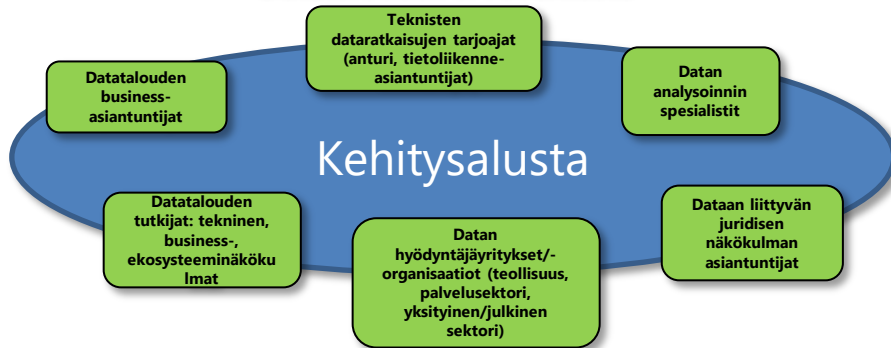 Teknisten
dataratkaisujen tarjoajat
(anturi, tietoliikenne-
asiantuntijat)
Datatalouden
business-
asiantuntijat
Datan
analysoinnin
spesialistit
Kehitysalusta
Datatalouden
tutkijat: tekninen,
business-,
ekosysteeminäköku
lmat
Datan
hyödyntäjäyritykset/-
organisaatiot (teollisuus,
palvelusektori,
yksityinen/julkinen
sektori)
Dataan liittyvän
juridisen
näkökulman
asiantuntijat